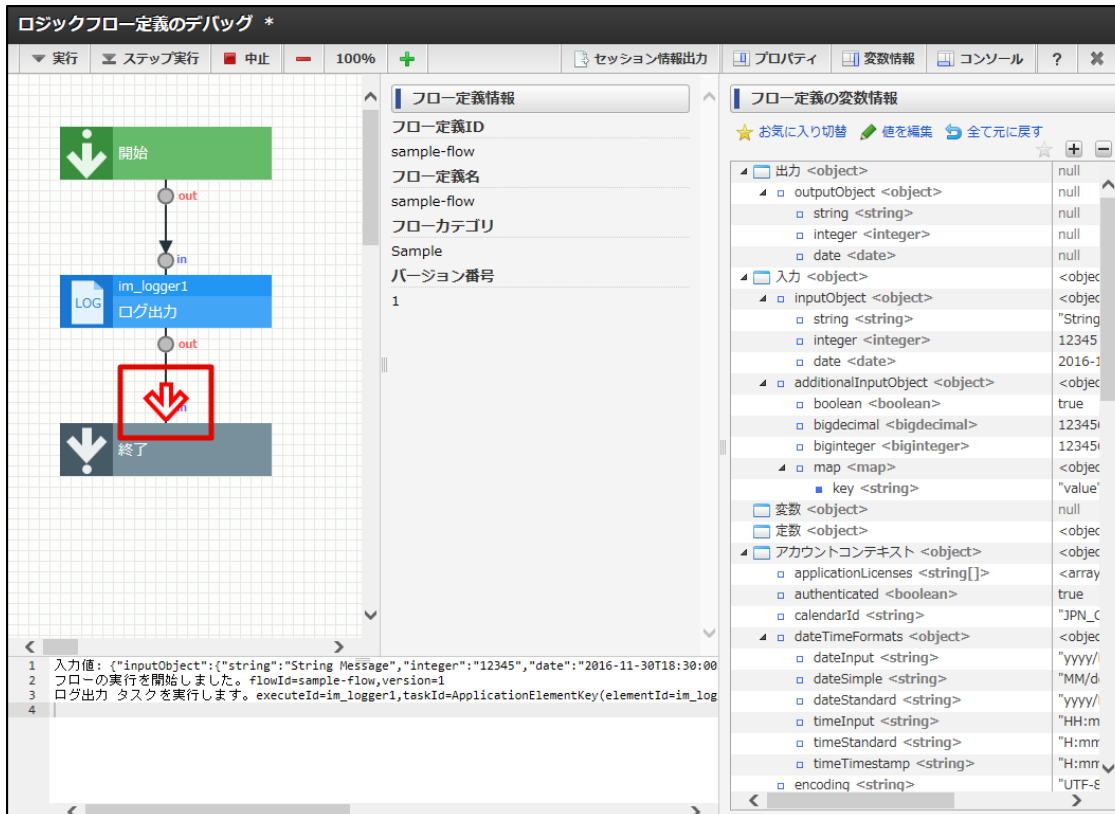 ロジックフロー定義のデバッグ *
実行 ステップ実行 中止 100% セッション情報出力 プロパティ 変数情報 コンソール ?
開始
out
in
im_logger1
LOG
ログ出力
out
終了
フロー定義情報
フロー定義ID
sample-flow
フロー定義名
sample-flow
フローカテゴリ
Sample
バージョン番号
1
フロー定義の変数情報
お気に入り切替 値を編集 全て元に戻す
出力 <object> null
outputObject <object> null
string <string> null
integer <integer> null
date <date> null
入力 <object> <objec
inputObject <object> <objec
string <string> "String
integer <integer> 12345
date <date> 2016-1
additionalInputObject <object> <objec
boolean <boolean> true
bigdecimal <bigdecimal> 12345
biginteger <biginteger> 12345
map <map> <objec
key <string> "value"
変数 <object> null
定数 <object> <objec
アカウントコンテキスト <object> <objec
applicationLicenses <string[]> <array
authenticated <boolean> true
calendarId <string> "JPN_C
dateTimeFormats <object> <objec
dateInput <string> "yyyy/
dateSimple <string> "MM/d
dateStandard <string> "yyyy/
timeInput <string> "HH:m
timeStandard <string> "H:mm
timeTimestamp <string> "H:mm
encoding <string> "UTF-8
1 入力値: {"inputObject":{"string":"String Message","integer":"12345","date":"2016-11-30T18:30:00
2 フローの実行を開始しました。flowId=sample-flow,version=1
3 ログ出力 タスクを実行します。executeId=im_logger1,taskId=ApplicationElementKey(elementId=im_log
4